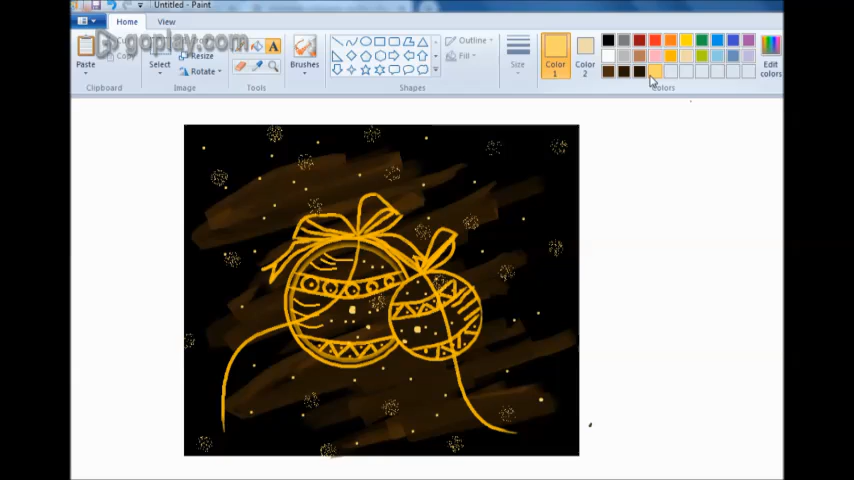 Untitled - Paint
Home View
goplay.com
Paste
Copy
Select
Resize
Rotate
A
Brushes
Outline
Fill
Size
Color 1
Color 2
Edit colors
Clipboard Image Tools Shapes Colors